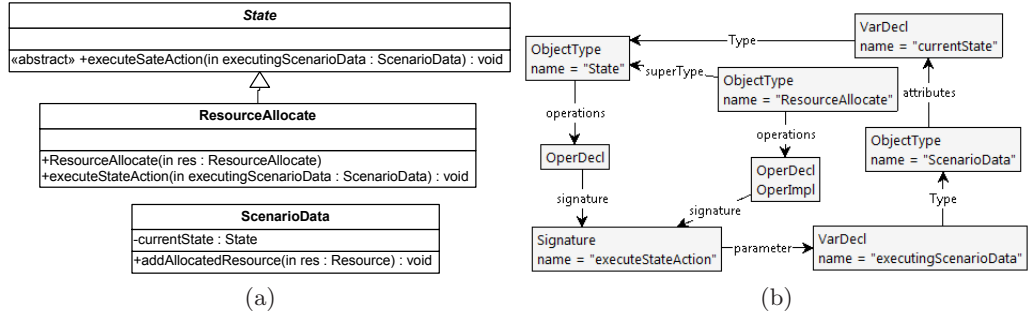 State
«abstract» +executeSateAction(in executingScenarioData : ScenarioData) : void
ResourceAllocate
+ResourceAllocate(in res : ResourceAllocate)
+executeStateAction(in executingScenarioData : ScenarioData) : void
ScenarioData
-currentState : State
+addAllocatedResource(in res : Resource) : void
(a)
ObjectType
name = "State"
Type
VarDecl
name = "currentState"
superType
ObjectType
name = "ResourceAllocate"
attributes
operations
operations
ObjectType
name = "ScenarioData"
OperDecl
OperDecl
OperImpl
signature
signature
Type
Signature
name = "executeStateAction"
parameter
VarDecl
name = "executingScenarioData"
(b)